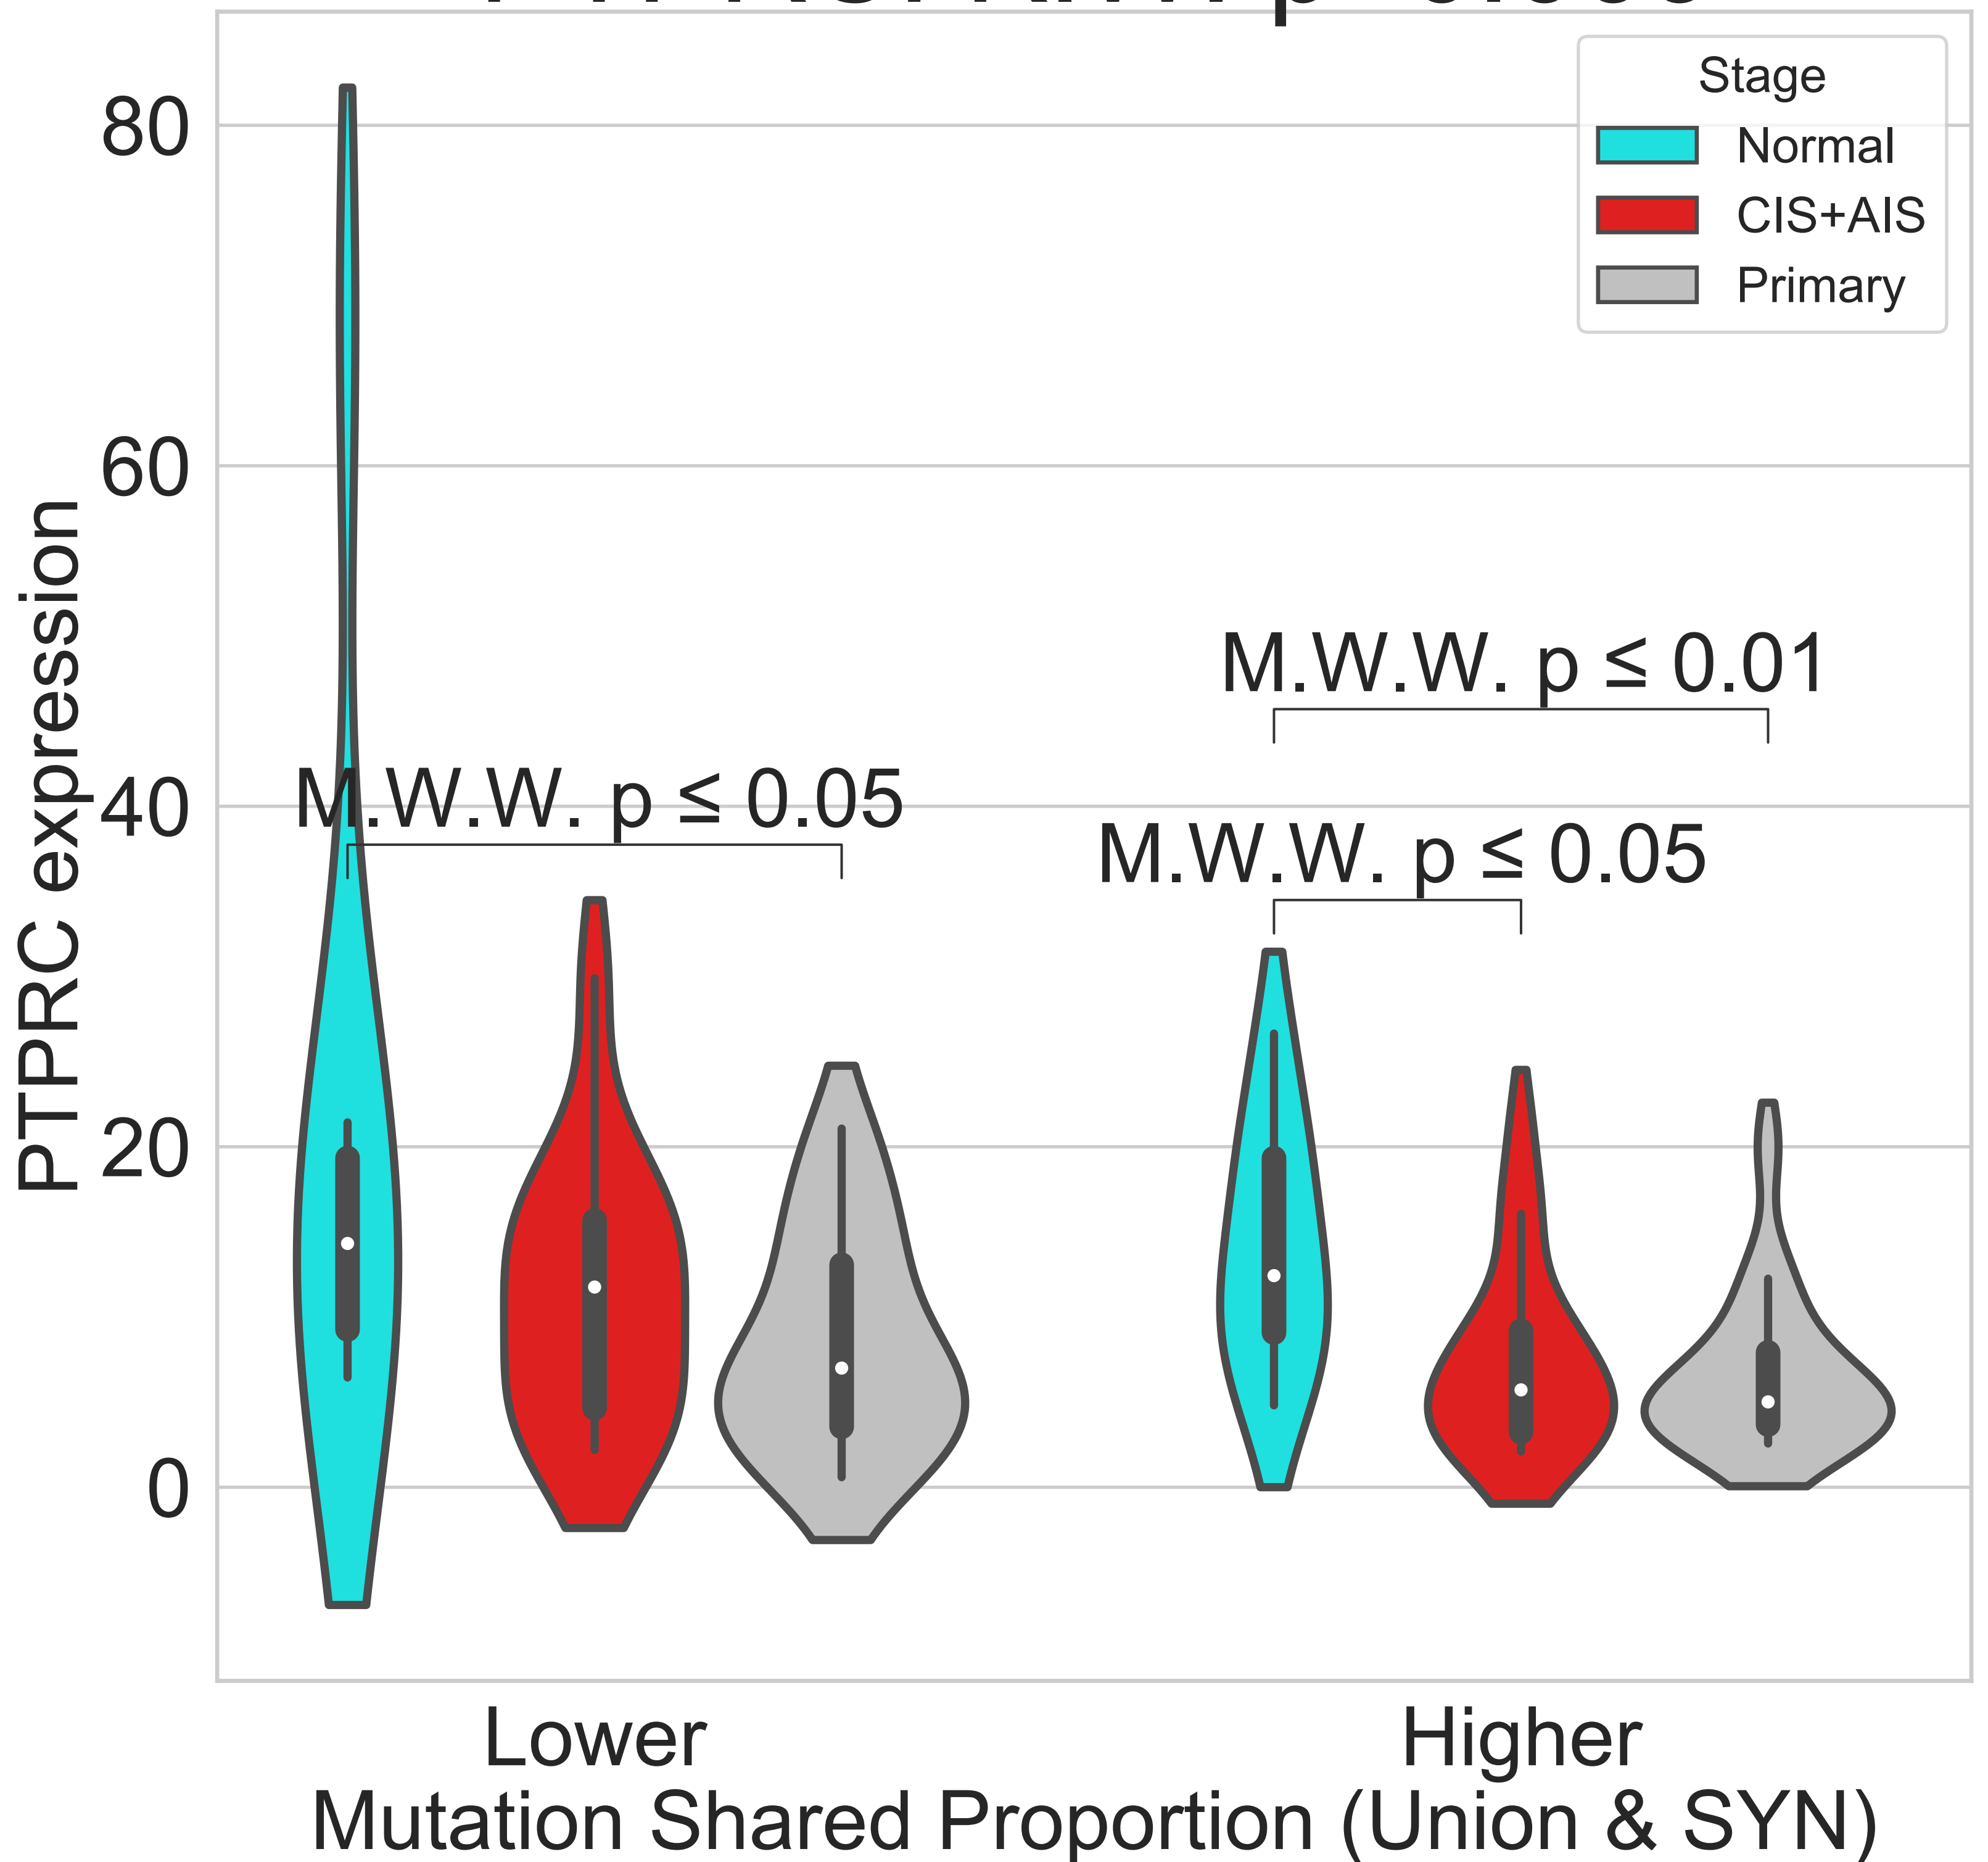 Stage
Normal
CIS+AIS
Primary
80
60
40
20
0
PTPRC expression
M.W.W. p ≤ 0.01
M.W.W. p ≤ 0.05
M.W.W. p ≤ 0.05
Lower
Higher
Mutation Shared Proportion (Union & SYN)